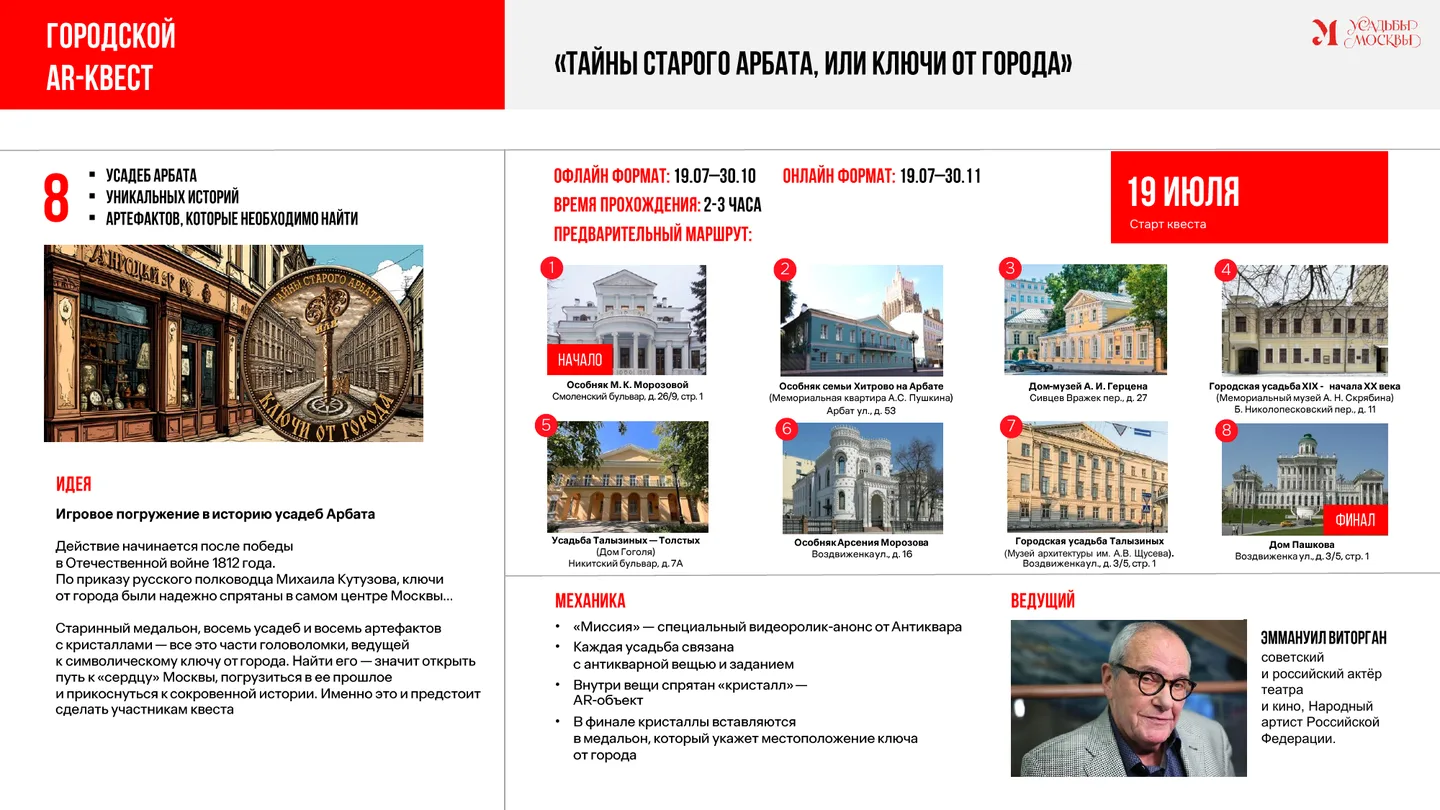 ГОРОДСКОЙ
AR-КВЕСТ
«ТАЙНЫ СТАРОГО АРБАТА, ИЛИ КЛЮЧИ ОТ ГОРОДА»
УСАДЬБЫ
МОСКВЫ
8
▪ УСАДЕБ АРБАТА
▪ УНИКАЛЬНЫХ ИСТОРИЙ
▪ АРТЕФАКТОВ, КОТОРЫЕ НЕОБХОДИМО НАЙТИ
ТАЙНЫ СТАРОГО АРБАТА
ИЛИ
КЛЮЧИ ОТ ГОРОДА
ИДЕЯ
Игровое погружение в историю усадеб Арбата
Действие начинается после победы
в Отечественной войне 1812 года.
По приказу русского полководца Михаила Кутузова, ключи
от города были надежно спрятаны в самом центре Москвы...
Старинный медальон, восемь усадеб и восемь артефактов
с кристаллами — все это части головоломки, ведущей
к символическому ключу от города. Найти его — значит открыть
путь к «сердцу» Москвы, погрузиться в ее прошлое
и прикоснуться к сокровенной истории. Именно это и предстоит
сделать участникам квеста
ОФЛАЙН ФОРМАТ: 19.07–30.10
ОНЛАЙН ФОРМАТ: 19.07–30.11
ВРЕМЯ ПРОХОЖДЕНИЯ: 2-3 ЧАСА
ПРЕДВАРИТЕЛЬНЫЙ МАРШРУТ:
19 ИЮЛЯ
Старт квеста
1
НАЧАЛО
Особняк М. К. Морозовой
Смоленский бульвар, д. 26/9, стр. 1
2
Особняк семьи Хитрово на Арбате
(Мемориальная квартира А.С. Пушкина)
Арбат ул., д. 53
3
Дом-музей А. И. Герцена
Сивцев Вражек пер., д. 27
4
Городская усадьба XIX - начала XX века
(Мемориальный музей А. Н. Скрябина)
Б. Николопесковский пер., д. 11
5
Усадьба Талызиных — Толстых
(Дом Гоголя)
Никитский бульвар, д. 7А
6
Особняк Арсения Морозова
Воздвиженка ул., д. 16
7
Городская усадьба Талызиных
(Музей архитектуры им. А.В. Щусева).
Воздвиженка ул., д. 3/5, стр. 1
8
ФИНАЛ
Дом Пашкова
Воздвиженка ул., д. 3/5, стр. 1
МЕХАНИКА
• «Миссия» — специальный видеоролик-анонс от Антиквара
• Каждая усадьба связана
с антикварной вещью и заданием
• Внутри вещи спрятан «кристалл» —
AR-объект
• В финале кристаллы вставляются
в медальон, который укажет местоположение ключа
от города
ВЕДУЩИЙ
ЭММАНУИЛ ВИТОРГАН
советский
и российский актёр
театра
и кино, Народный
артист Российской
Федерации.